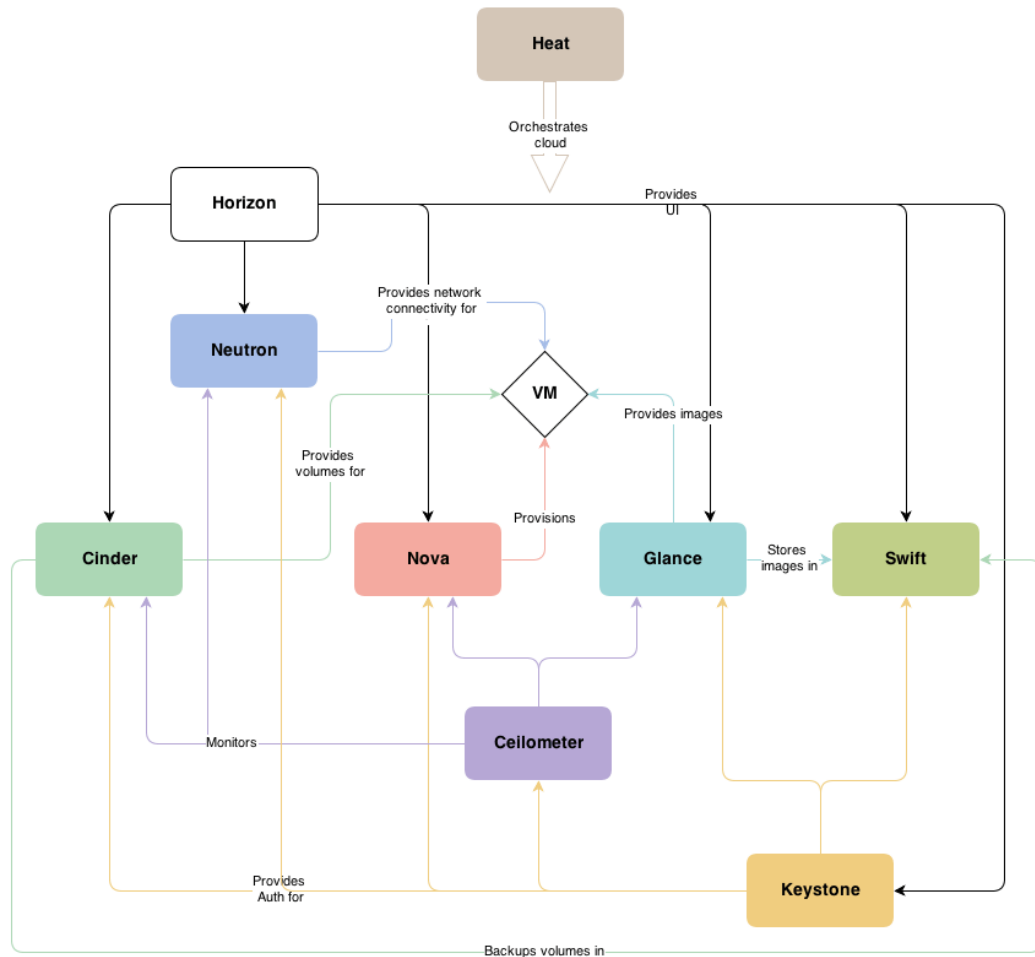 Heat
Orchestrates
cloud
Provides
UI
Horizon
Provides network
connectivity for
Neutron
VM
Provides images
Provides
volumes for
Provisions
Cinder
Nova
Glance
Stores
images in
Swift
Monitors
Ceilometer
Provides
Auth for
Keystone
Backups volumes in